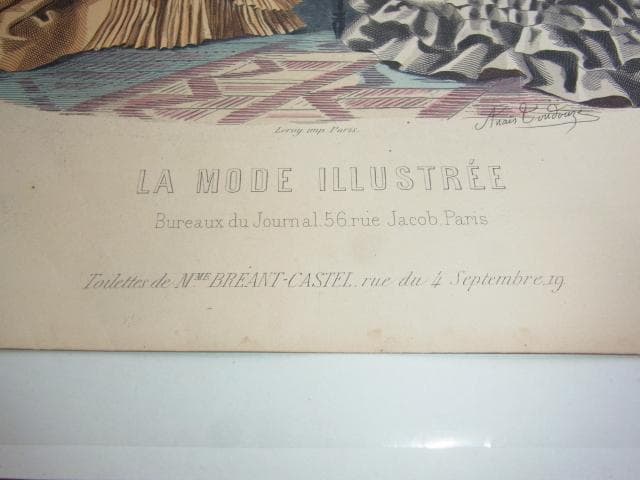 Anaïs Toudouze
Leroy imp. Paris.
LA MODE ILLUSTRÉE
Bureaux du Journal.56.rue Jacob.Paris
Toilettes de MME BREANT-CASTEL. rue du 4 Septembre.19